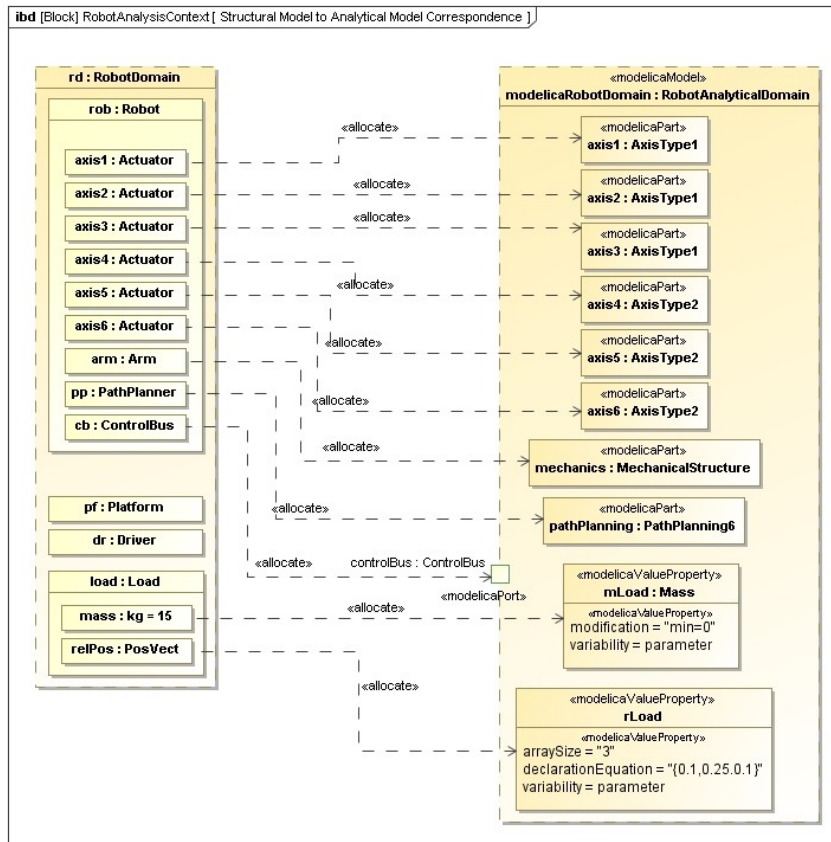 ibd [Block] RobotAnalysisContext [ Structural Model to Analytical Model Correspondence ]
rd : RobotDomain
rob : Robot
axis1 : Actuator
axis2 : Actuator
axis3 : Actuator
axis4 : Actuator
axis5 : Actuator
axis6 : Actuator
arm : Arm
pp : PathPlanner
cb : ControlBus
pf : Platform
dr : Driver
load : Load
mass : kg = 15
relPos : PosVect
«allocate»
«allocate»
«allocate»
«allocate»
«allocate»
«allocate»
«allocate»
«allocate»
«allocate»
«allocate»
«allocate»
«modelicaModel»
modelicaRobotDomain : RobotAnalyticalDomain
«modelicaPart»
axis1 : AxisType1
«modelicaPart»
axis2 : AxisType1
«modelicaPart»
axis3 : AxisType1
«modelicaPart»
axis4 : AxisType2
«modelicaPart»
axis5 : AxisType2
«modelicaPart»
axis6 : AxisType2
«modelicaPart»
mechanics : MechanicalStructure
«modelicaPart»
pathPlanning : PathPlanning6
controlBus : ControlBus
«modelicaPort»
«modelicaValueProperty»
mLoad : Mass
«modelicaValueProperty»
modification = "min=0"
variability = parameter
«modelicaValueProperty»
rLoad
«modelicaValueProperty»
arraySize = "3"
declarationEquation = "{0.1,0.25.0.1}"
variability = parameter